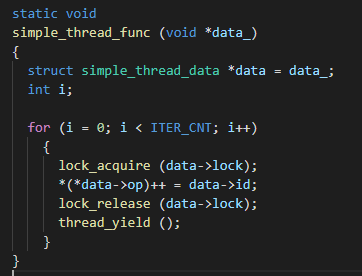 static void
simple_thread_func (void *data_)
{
  struct simple_thread_data *data = data_;
  int i;

  for (i = 0; i < ITER_CNT; i++)
    {
      lock_acquire (data->lock);
      *(*data->op)++ = data->id;
      lock_release (data->lock);
      thread_yield ();
    }
}